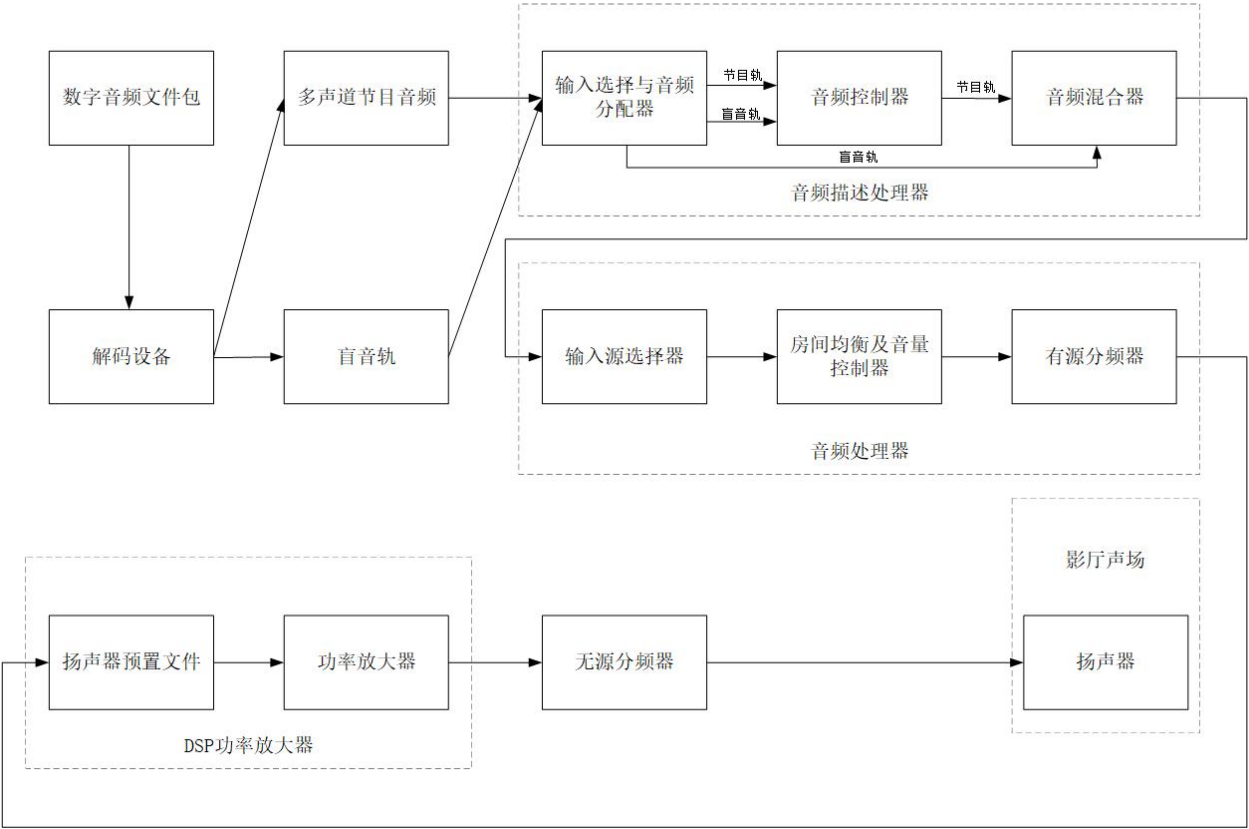 数字音频文件包
多声道节目音频
输入选择与音频
分配器
节目轨
盲音轨
音频控制器
节目轨
音频混合器
盲音轨
音频描述处理器
解码设备
盲音轨
输入源选择器
房间均衡及音量
控制器
有源分频器
音频处理器
影厅声场
扬声器预置文件
功率放大器
无源分频器
扬声器
DSP功率放大器